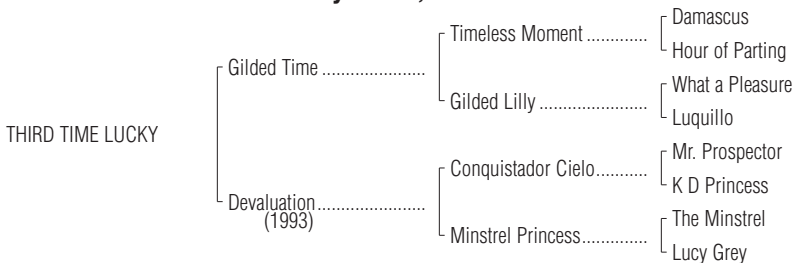 Timeless Moment ............. Damascus
Hour of Parting
Gilded Time ......................
What a Pleasure
Gilded Lilly .......................
Luquillo
THIRD TIME LUCKY
Mr. Prospector
Conquistador Cielo...........
K D Princess
Devaluation.......................
(1993)
The Minstrel
Minstrel Princess..............
Lucy Grey